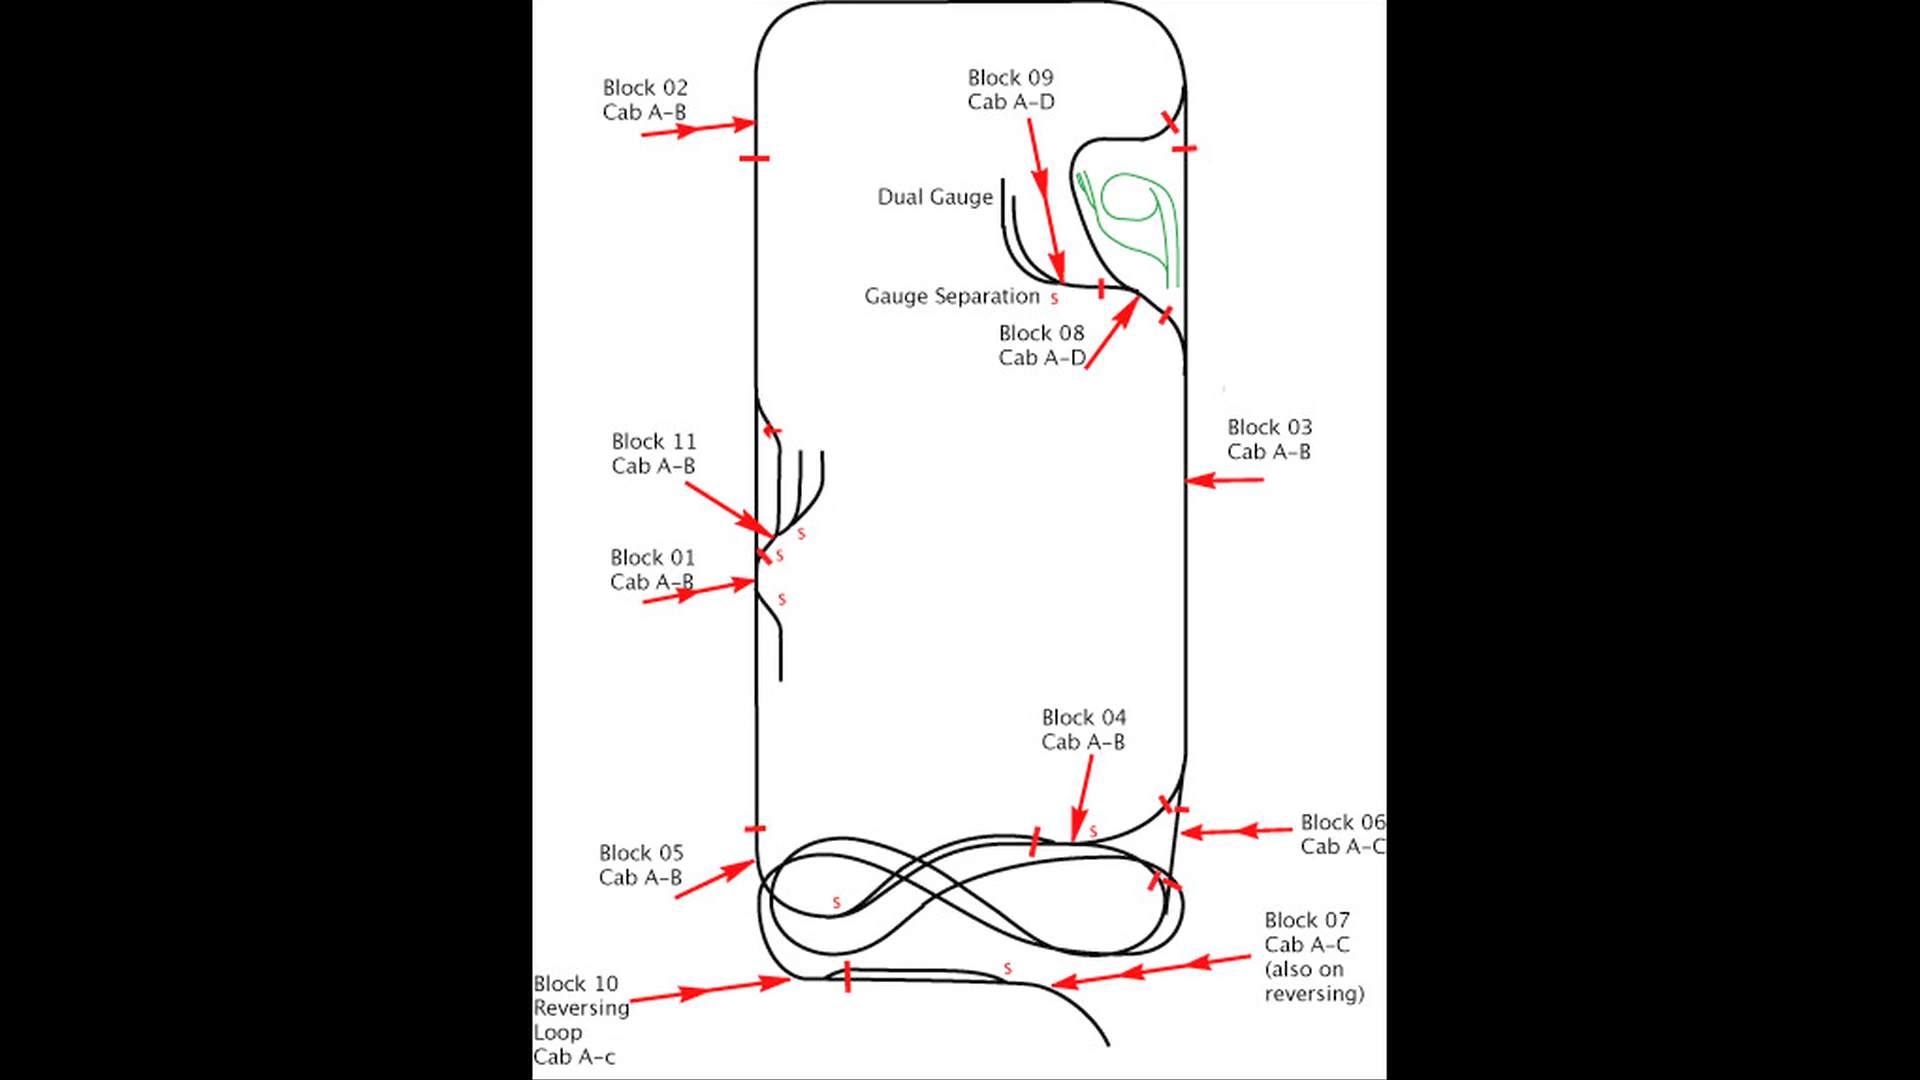 Block 02
Cab A-B
Block 09
Cab A-D
Dual Gauge
Gauge Separation s
Block 08
Cab A-D
Block 03
Cab A-B
Block 11
Cab A-B
s
s
Block 01
Cab A-B
s
Block 04
Cab A-B
s
Block 06
Cab A-C
Block 05
Cab A-B
s
Block 07
Cab A-C
(also on
reversing)
s
Block 10
Reversing
Loop
Cab A-c